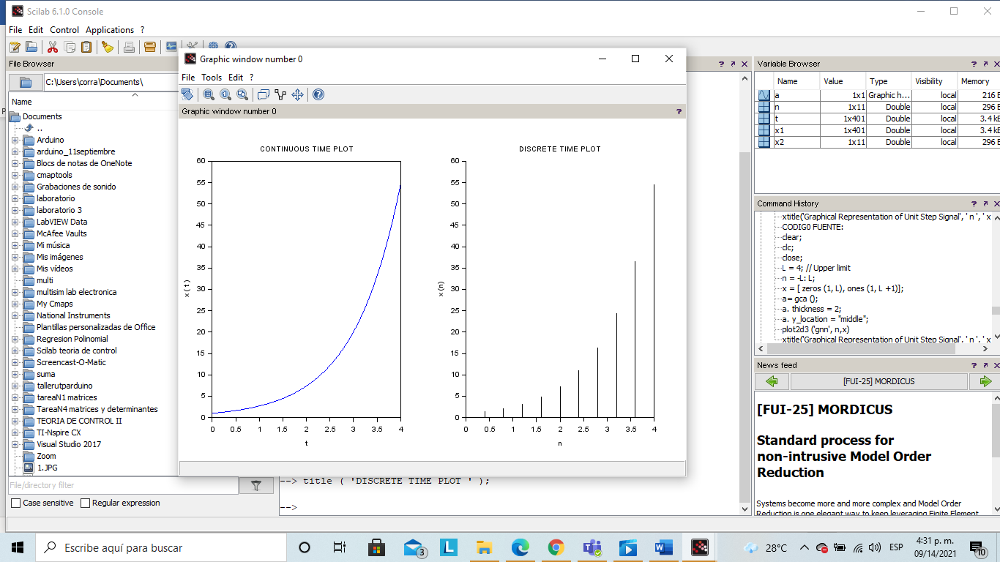 Scilab 6.1.0 Console
File Edit Control Applications ?
File Browser
C:\Users\corra\Documents\
Name
Documents
..
Arduino
arduino_11septiembre
Blocs de notas de OneNote
cmaptools
Grabaciones de sonido
laboratorio
laboratorio 3
LabVIEW Data
McAfee Vaults
Mi música
Mis imágenes
Mis vídeos
multi
multisim lab electronica
My Cmaps
National Instruments
Plantillas personalizadas de Office
Regresion Polinomial
Scilab teoria de control
Screencast-O-Matic
suma
tallerutparduino
tareaN1 matrices
TareaN4 matrices y determinantes
TEORIA DE CONTROL II
TI-Nspire CX
Visual Studio 2017
Zoom
1.JPG
File/directory filter
Case sensitive Regular expression
Graphic window number 0
File Tools Edit ?
Graphic window number 0 ?
CONTINUOUS TIME PLOT
60
55
50
45
40
35
30
25
20
15
10
5
0
x ( t )
0 0.5 1 1.5 2 2.5 3 3.5 4
t
DISCRETE TIME PLOT
60
55
50
45
40
35
30
25
20
15
10
5
0
x (n)
0 0.5 1 1.5 2 2.5 3 3.5 4
n
--> title ( 'DISCRETE TIME PLOT ' );
-->
Variable Browser
Name Value Type Visibility Memory
a 1x1 Graphic h... local 216 B
n 1x11 Double local 296 B
t 1x401 Double local 3.4 kB
x1 1x401 Double local 3.4 kB
x2 1x11 Double local 296 B
Command History
xtitle('Graphical Representation of Unit Step Signal', ' n ', ' x
CODIG0 FUENTE:
clear;
clc;
close;
L = 4; // Upper limit
n = -L: L;
x = [ zeros (1, L), ones (1, L +1)];
a= gca ();
a. thickness = 2;
a. y_location = "middle";
plot2d3 ('gnn', n,x)
xtitle('Graphical Representation of Unit Step Signal', ' n ', ' x
News feed
[FUI-25] MORDICUS
[FUI-25] MORDICUS
Standard process for
non-intrusive Model Order
Reduction
Systems become more and more complex and Model Order
Reduction is one elegant way to keep leveraging Finite Element
Escribe aquí para buscar
3
L
28°C
ESP
4:31 p. m.
09/14/2021
10